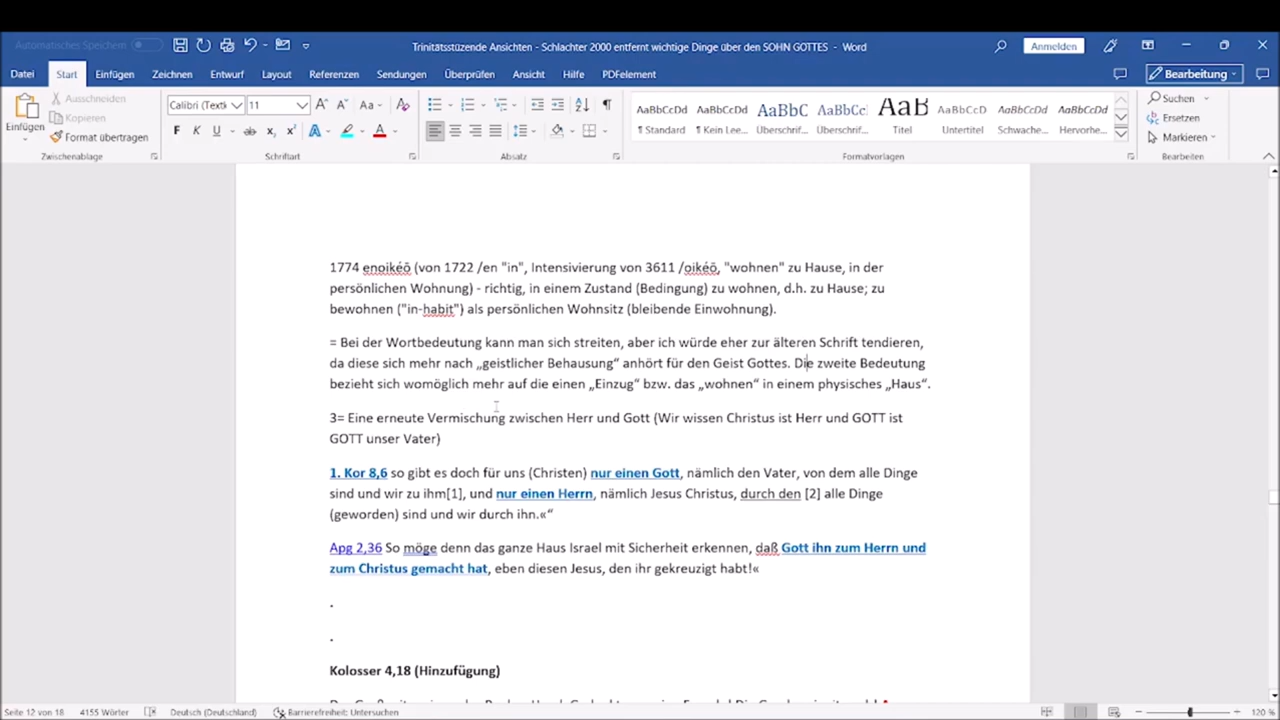 Automatisches Speichern
Trinitätsstüzende Ansichten - Schlachter 2000 entfernt wichtige Dinge über den SOHN GOTTES - Word
Anmelden
Datei Start Einfügen Zeichnen Entwurf Layout Referenzen Sendungen Überprüfen Ansicht Hilfe PDFelement
Bearbeitung
Einfügen
Ausschneiden
Kopieren
Format übertragen
Zwischenablage
Calibri (Textk 11
F K U ab x₂ x²
Schriftart
Absatz
AaBbCcDd AaBbCcDd AaBbC AaBbCc AaB AaBbCcD AaBbCcDd AaBbCcDd
¶ Standard ¶ Kein Lee... Überschrif... Überschrif... Titel Untertitel Schwache... Hervorhe...
Formatvorlagen
Suchen
Ersetzen
Markieren
Bearbeiten
1774 enoikéō (von 1722 /en "in", Intensivierung von 3611 /oikéō, "wohnen" zu Hause, in der
persönlichen Wohnung) - richtig, in einem Zustand (Bedingung) zu wohnen, d.h. zu Hause; zu
bewohnen ("in-habit") als persönlichen Wohnsitz (bleibende Einwohnung).
= Bei der Wortbedeutung kann man sich streiten, aber ich würde eher zur älteren Schrift tendieren,
da diese sich mehr nach „geistlicher Behausung“ anhört für den Geist Gottes. Die zweite Bedeutung
bezieht sich womöglich mehr auf die einen „Einzug“ bzw. das „wohnen“ in einem physisches „Haus“.
3= Eine erneute Vermischung zwischen Herr und Gott (Wir wissen Christus ist Herr und GOTT ist
GOTT unser Vater)
1. Kor 8,6 so gibt es doch für uns (Christen) nur einen Gott, nämlich den Vater, von dem alle Dinge
sind und wir zu ihm[1], und nur einen Herrn, nämlich Jesus Christus, durch den [2] alle Dinge
(geworden) sind und wir durch ihn.«“
Apg 2,36 So möge denn das ganze Haus Israel mit Sicherheit erkennen, daß Gott ihn zum Herrn und
zum Christus gemacht hat, eben diesen Jesus, den ihr gekreuzigt habt!«
.
.
Kolosser 4,18 (Hinzufügung)
Seite 12 von 18 4155 Wörter Deutsch (Deutschland) Barrierefreiheit: Untersuchen 120 %